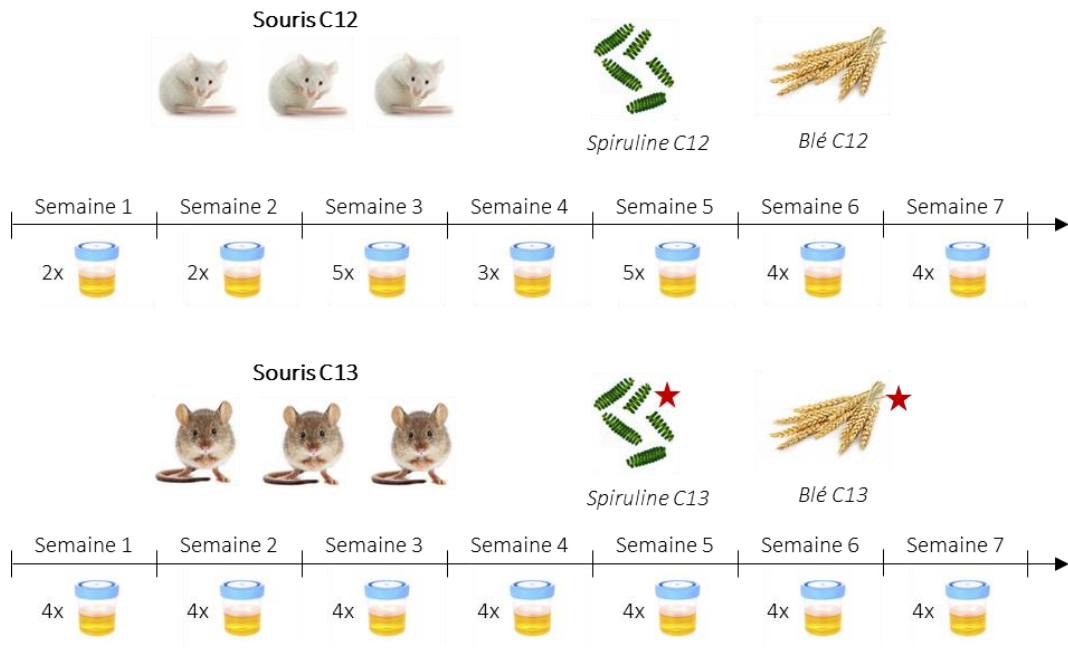 Souris C12
Spiruline C12 Blé C12
Semaine 1 Semaine 2 Semaine 3 Semaine 4 Semaine 5 Semaine 6 Semaine 7
2x 2x 5x 3x 5x 4x 4x
Souris C13
Spiruline C13 Blé C13
Semaine 1 Semaine 2 Semaine 3 Semaine 4 Semaine 5 Semaine 6 Semaine 7
4x 4x 4x 4x 4x 4x 4x